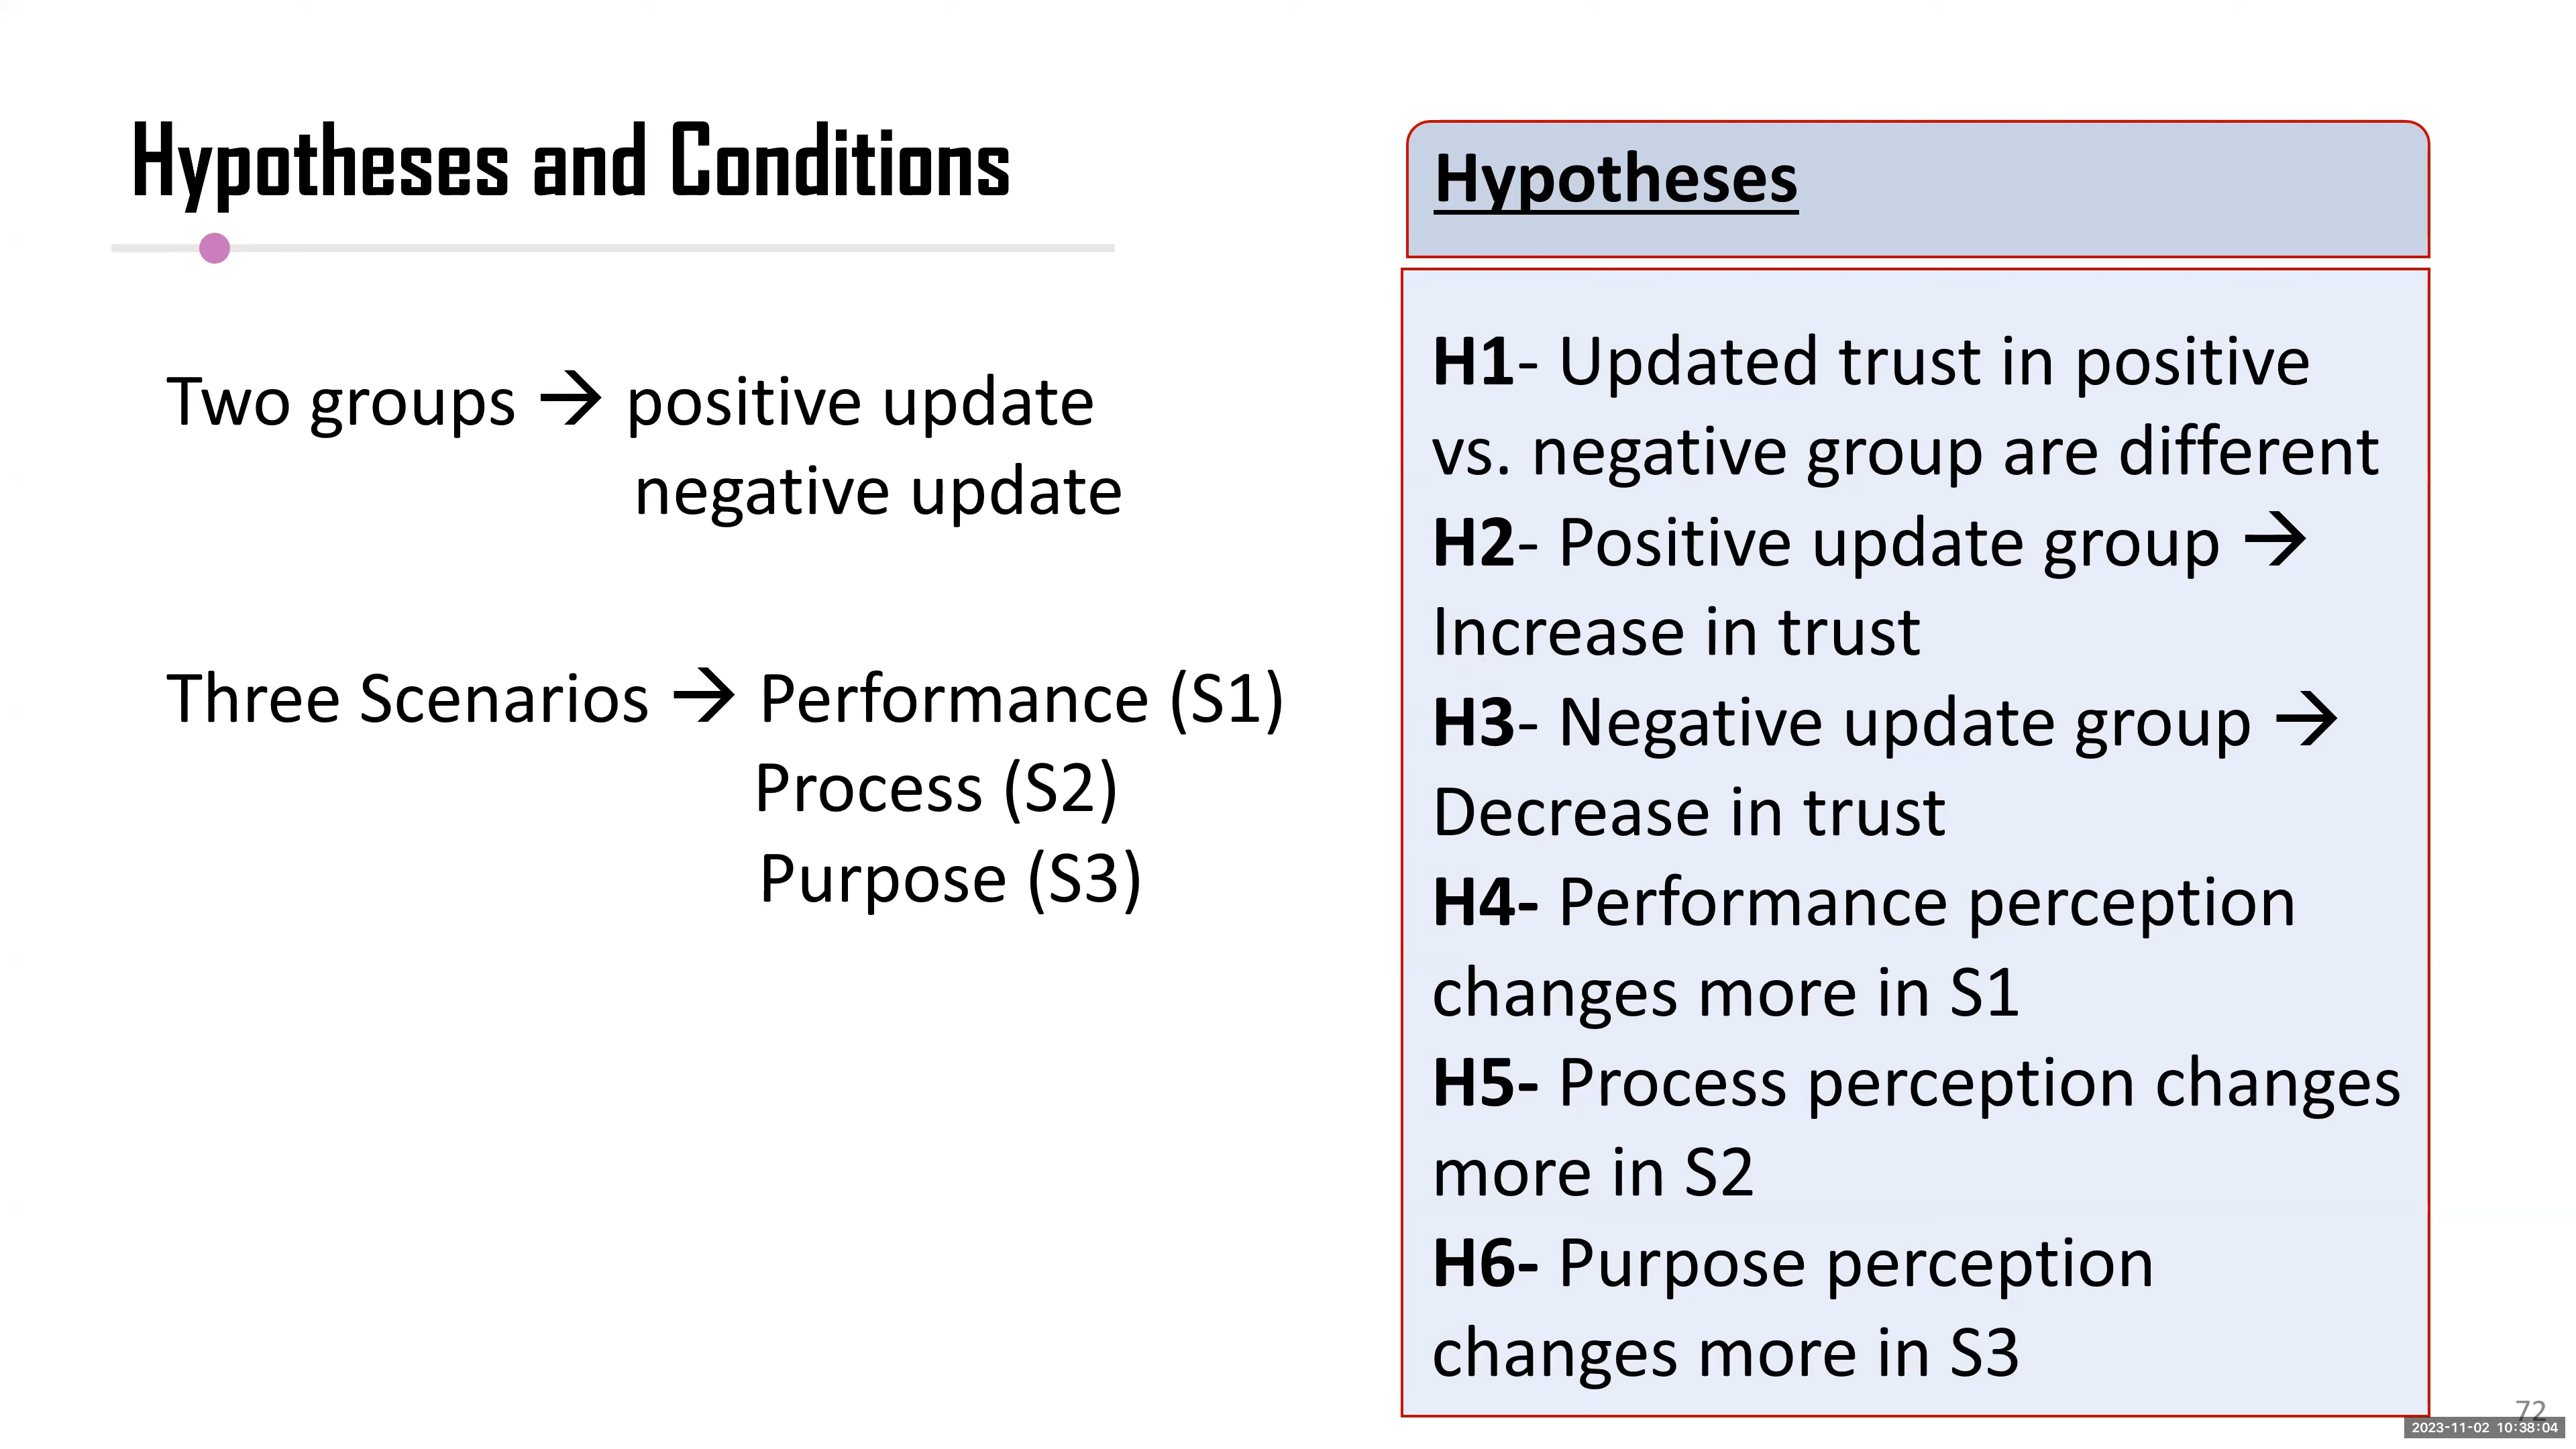 Hypotheses and Conditions
Two groups → positive update
negative update
Three Scenarios → Performance (S1)
Process (S2)
Purpose (S3)
Hypotheses
H1- Updated trust in positive
vs. negative group are different
H2- Positive update group →
Increase in trust
H3- Negative update group →
Decrease in trust
H4- Performance perception
changes more in S1
H5- Process perception changes
more in S2
H6- Purpose perception
changes more in S3
72
2023-11-02 10:38:04